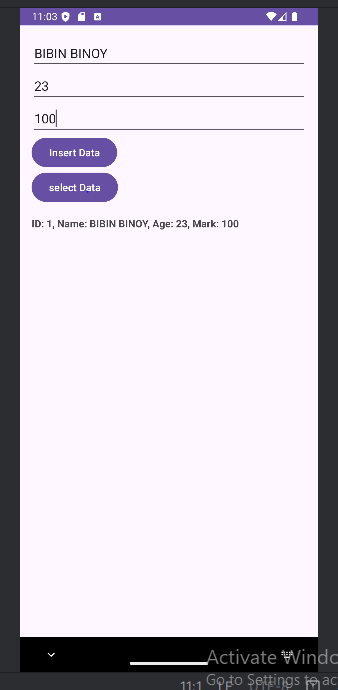 11:03
BIBIN BINOY
23
100
Insert Data
select Data
ID: 1, Name: BIBIN BINOY, Age: 23, Mark: 100
Activate Windo
Go to Settings to act
11:1 LF UTF-8